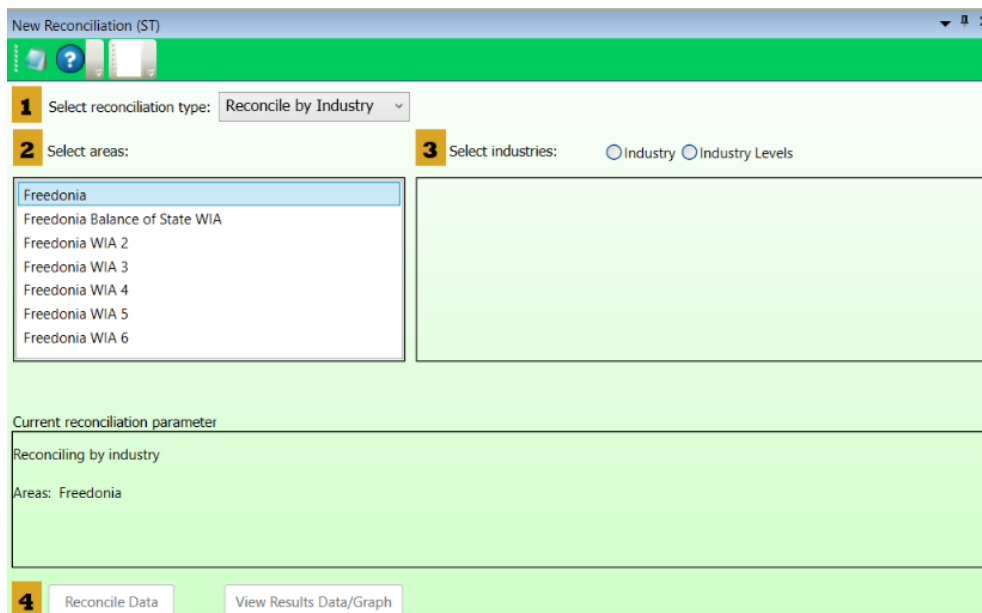 New Reconciliation (ST)
?
1 Select reconciliation type: Reconcile by Industry
2 Select areas:
3 Select industries: Industry Industry Levels
Freedonia
Freedonia Balance of State WIA
Freedonia WIA 2
Freedonia WIA 3
Freedonia WIA 4
Freedonia WIA 5
Freedonia WIA 6
Current reconciliation parameter
Reconciling by industry
Areas: Freedonia
4 Reconcile Data View Results Data/Graph